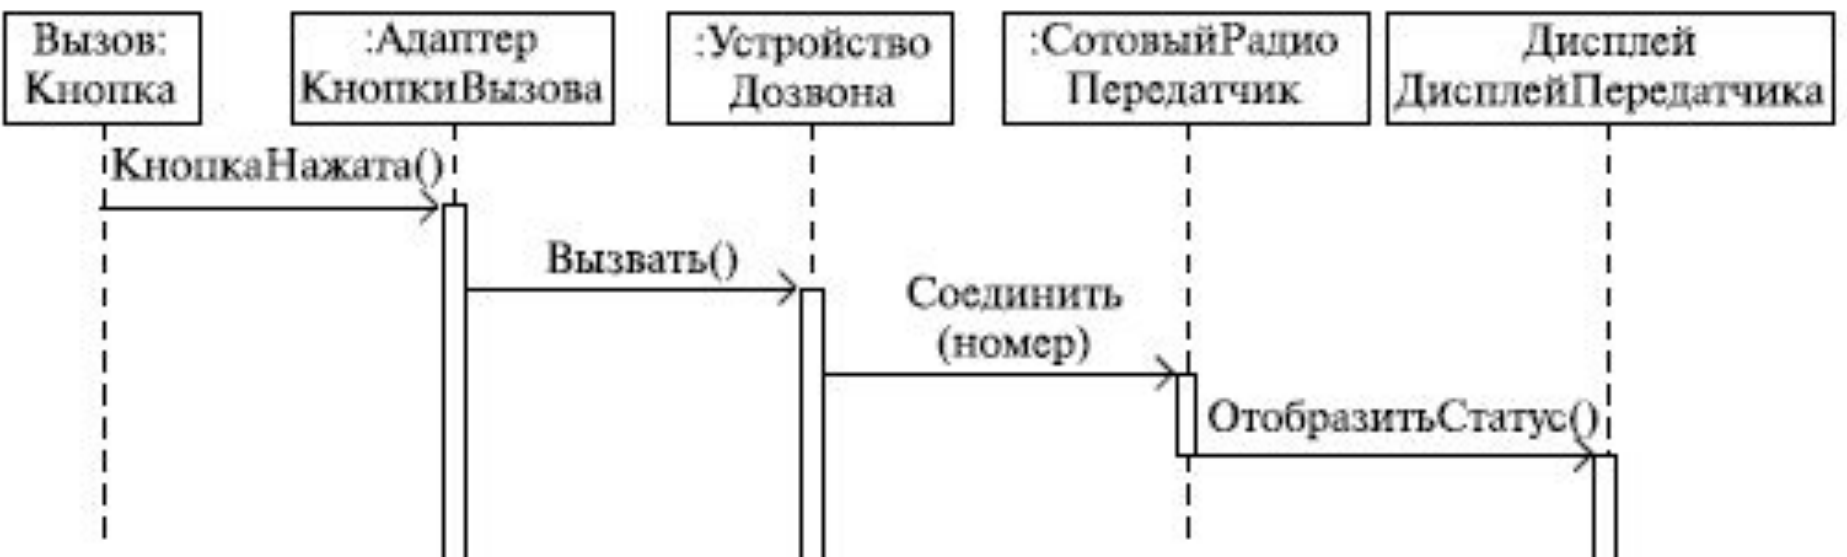 Вызов:
Кнопка
:Адаптер
КнопкиВызова
:Устройство
Дозвона
:СотовыйРадио
Передатчик
Дисплей
ДисплейПередатчика
КнопкаНажата()
Вызвать()
Соединить
(номер)
ОтобразитьСтатус()